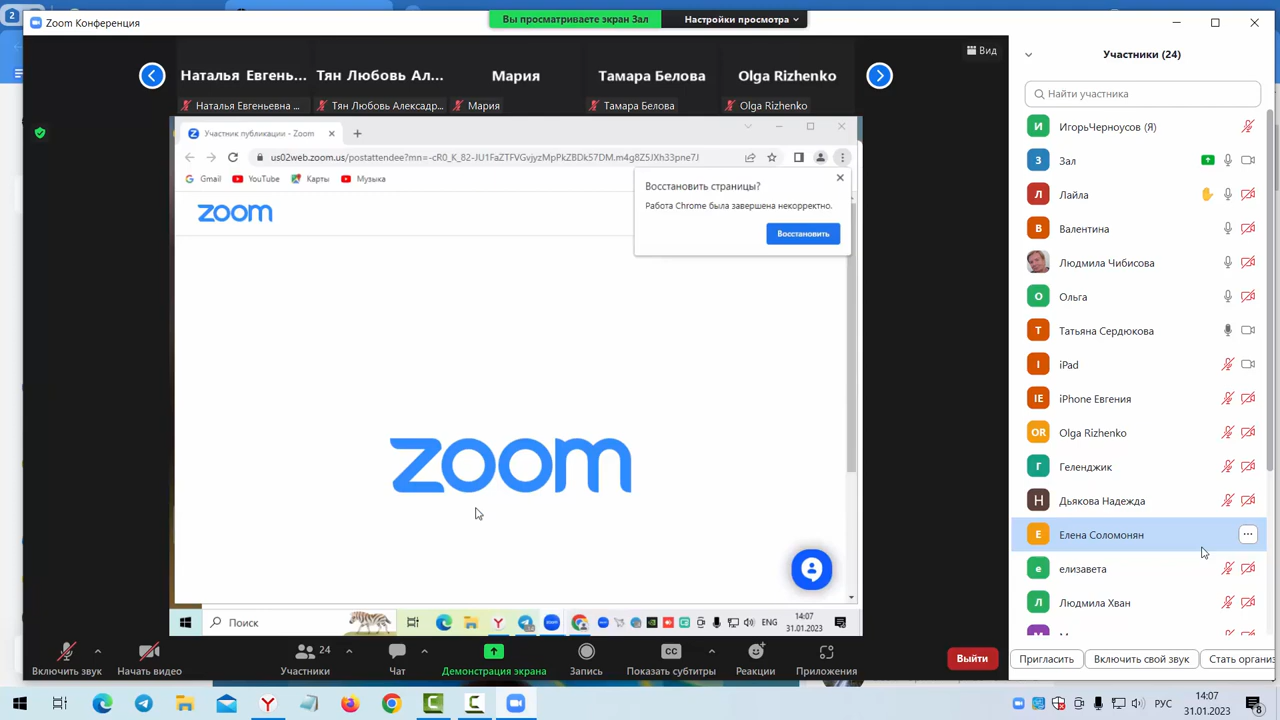 2
Zoom Конференция
Вы просматриваете экран Зал
Настройки просмотра
Вид
Наталья Евгень...
Тян Любовь Ал...
Мария
Тамара Белова
Olga Rizhenko
Наталья Евгеньевна ...
Тян Любовь Александр...
Мария
Тамара Белова
Olga Rizhenko
Участник публикации - Zoom
us02web.zoom.us/postattendee?mn=-cR0_K_82-JU1FaZTFVGvjyzMpPkZBDk57DM.m4g8Z5JXh33pne7J
Gmail
YouTube
Карты
Музыка
zoom
Восстановить страницы?
Работа Chrome была завершена некорректно.
Восстановить
zoom
Поиск
ENG
14:07
31.01.2023
Участники (24)
Найти участника
И ИгорьЧерноусов (Я)
З Зал
Л Лайла
В Валентина
Людмила Чибисова
О Ольга
Т Татьяна Сердюкова
I iPad
IE iPhone Евгения
OR Olga Rizhenko
Г Геленджик
Н Дьякова Надежда
Е Елена Соломонян
е елизавета
Л Людмила Хван
Включить звук
Начать видео
24
Участники
Чат
Демонстрация экрана
Запись
CC
Показать субтитры
Реакции
Приложения
Выйти
Пригласить
Включить свой звук
Стать организ
РУС
14:07
31.01.2023
8